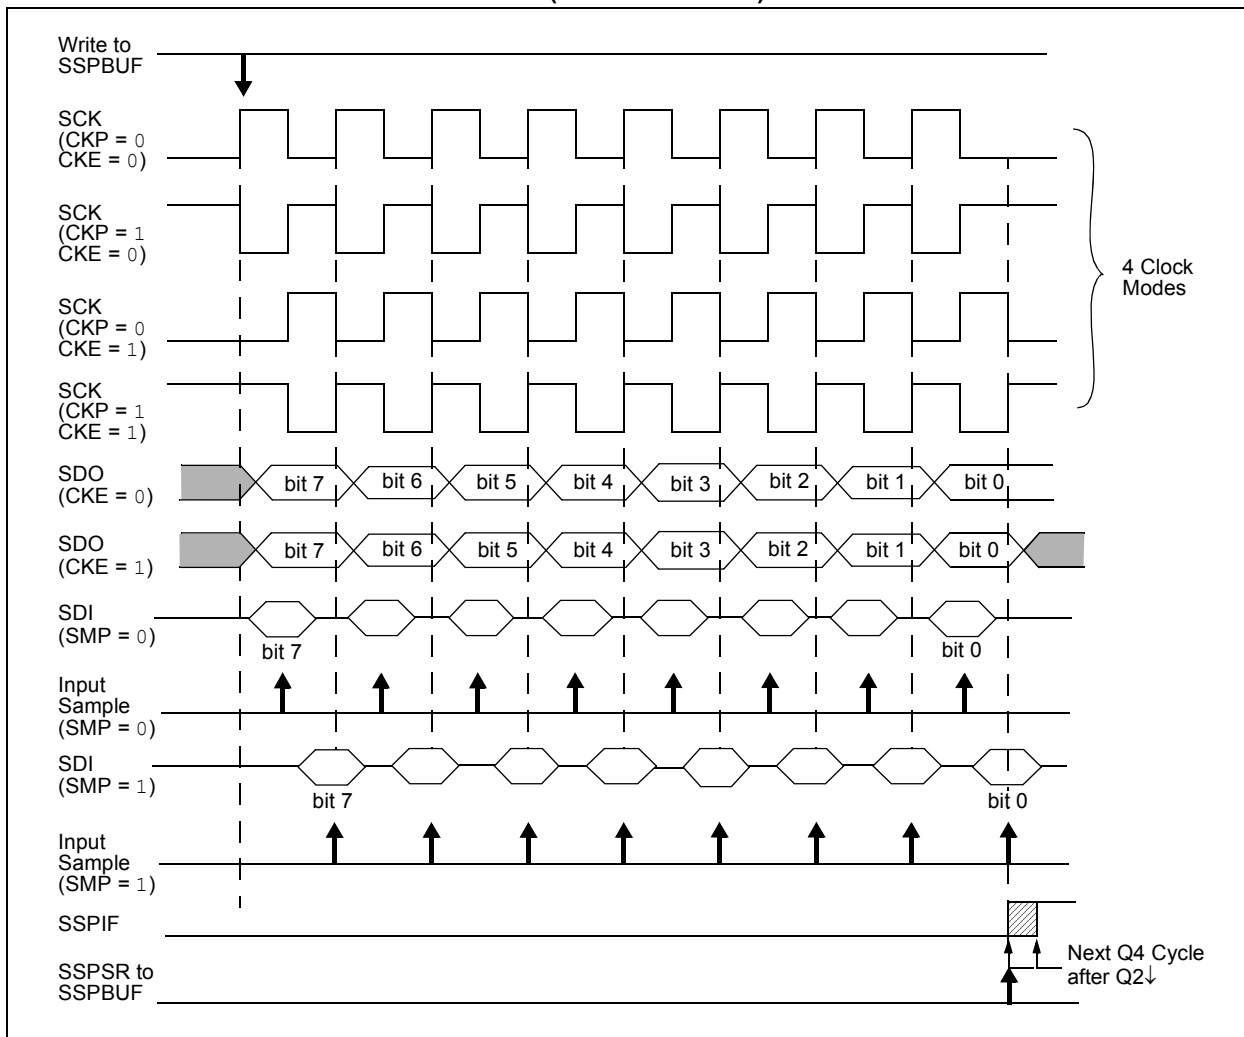 Write to
SSPBUF
SCK
(CKP = 0
CKE = 0)
SCK
(CKP = 1
CKE = 0)
4 Clock
Modes
SCK
(CKP = 0
CKE = 1)
SCK
(CKP = 1
CKE = 1)
SDO
(CKE = 0)
bit 7 bit 6 bit 5 bit 4 bit 3 bit 2 bit 1 bit 0
SDO
(CKE = 1)
bit 7 bit 6 bit 5 bit 4 bit 3 bit 2 bit 1 bit 0
SDI
(SMP = 0)
bit 7 bit 0
Input
Sample
(SMP = 0)
SDI
(SMP = 1)
bit 7 bit 0
Input
Sample
(SMP = 1)
SSPIF
Next Q4 Cycle
after Q2↓
SSPSR to
SSPBUF